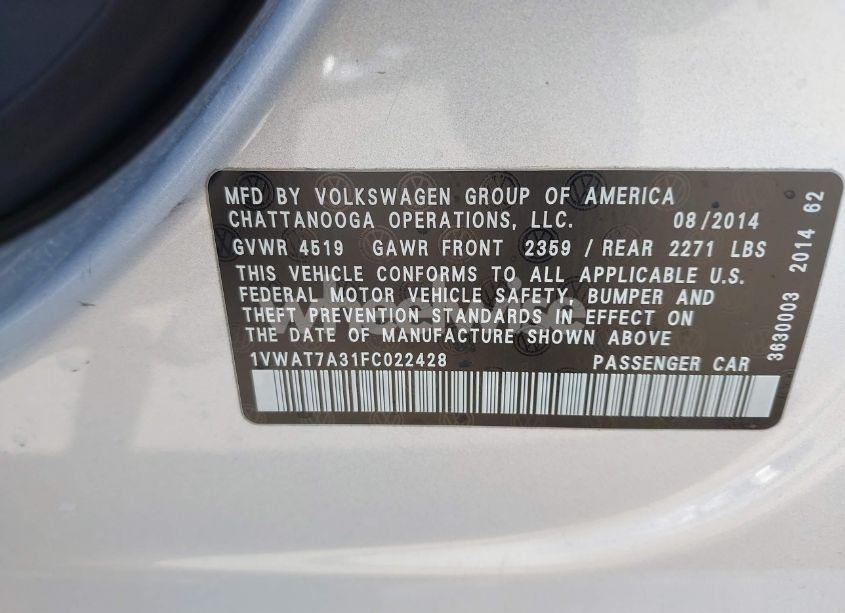 MFD BY VOLKSWAGEN GROUP OF AMERICA
CHATTANOOGA OPERATIONS, LLC. 08/2014
GVWR 4519 GAWR FRONT 2359 / REAR 2271 LBS
THIS VEHICLE CONFORMS TO ALL APPLICABLE U.S.
FEDERAL MOTOR VEHICLE SAFETY, BUMPER AND
THEFT PREVENTION STANDARDS IN EFFECT ON
THE DATE OF MANUFACTURE SHOWN ABOVE
1VWAT7A31FC022428 PASSENGER CAR
3630003 2014 62